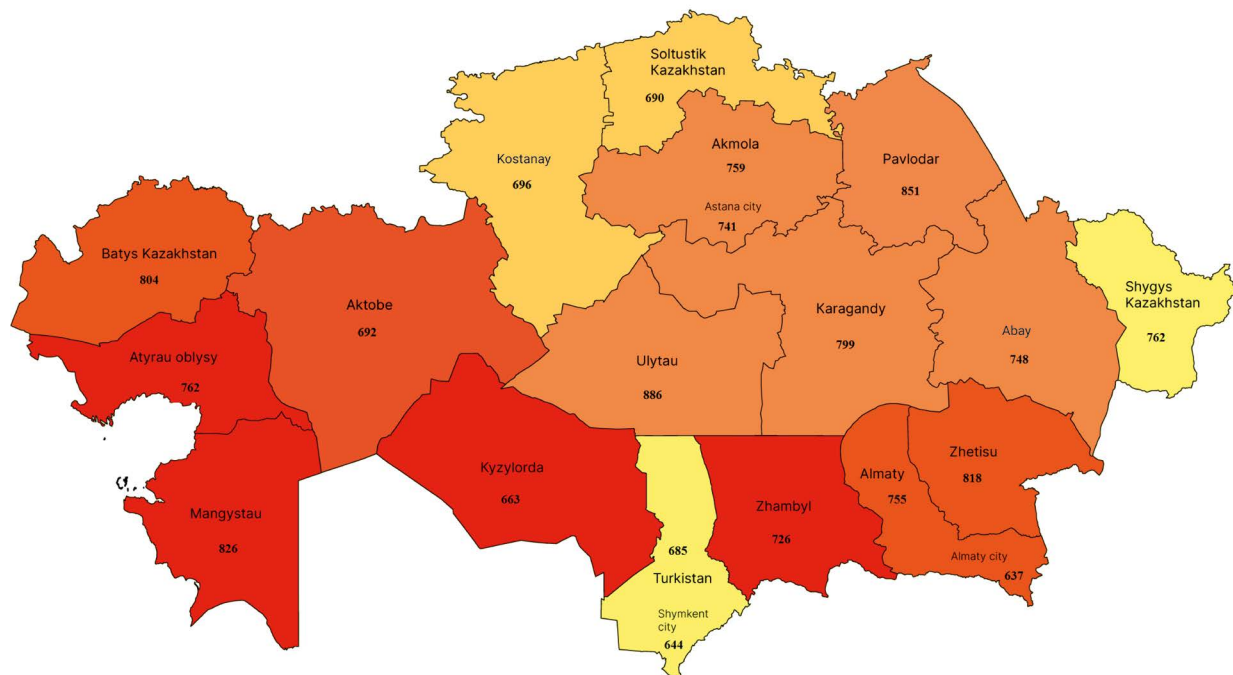 Soltustik
Kazakhstan
690
Kostanay
696
Akmola
759
Astana city
741
Pavlodar
851
Batys Kazakhstan
804
Aktobe
692
Atyrau oblysy
762
Mangystau
826
Kyzylorda
663
Ulytau
886
Karagandy
799
Abay
748
Shygys
Kazakhstan
762
Zhetisu
818
Almaty
755
Almaty city
637
Zhambyl
726
685
Turkistan
Shymkent
city
644